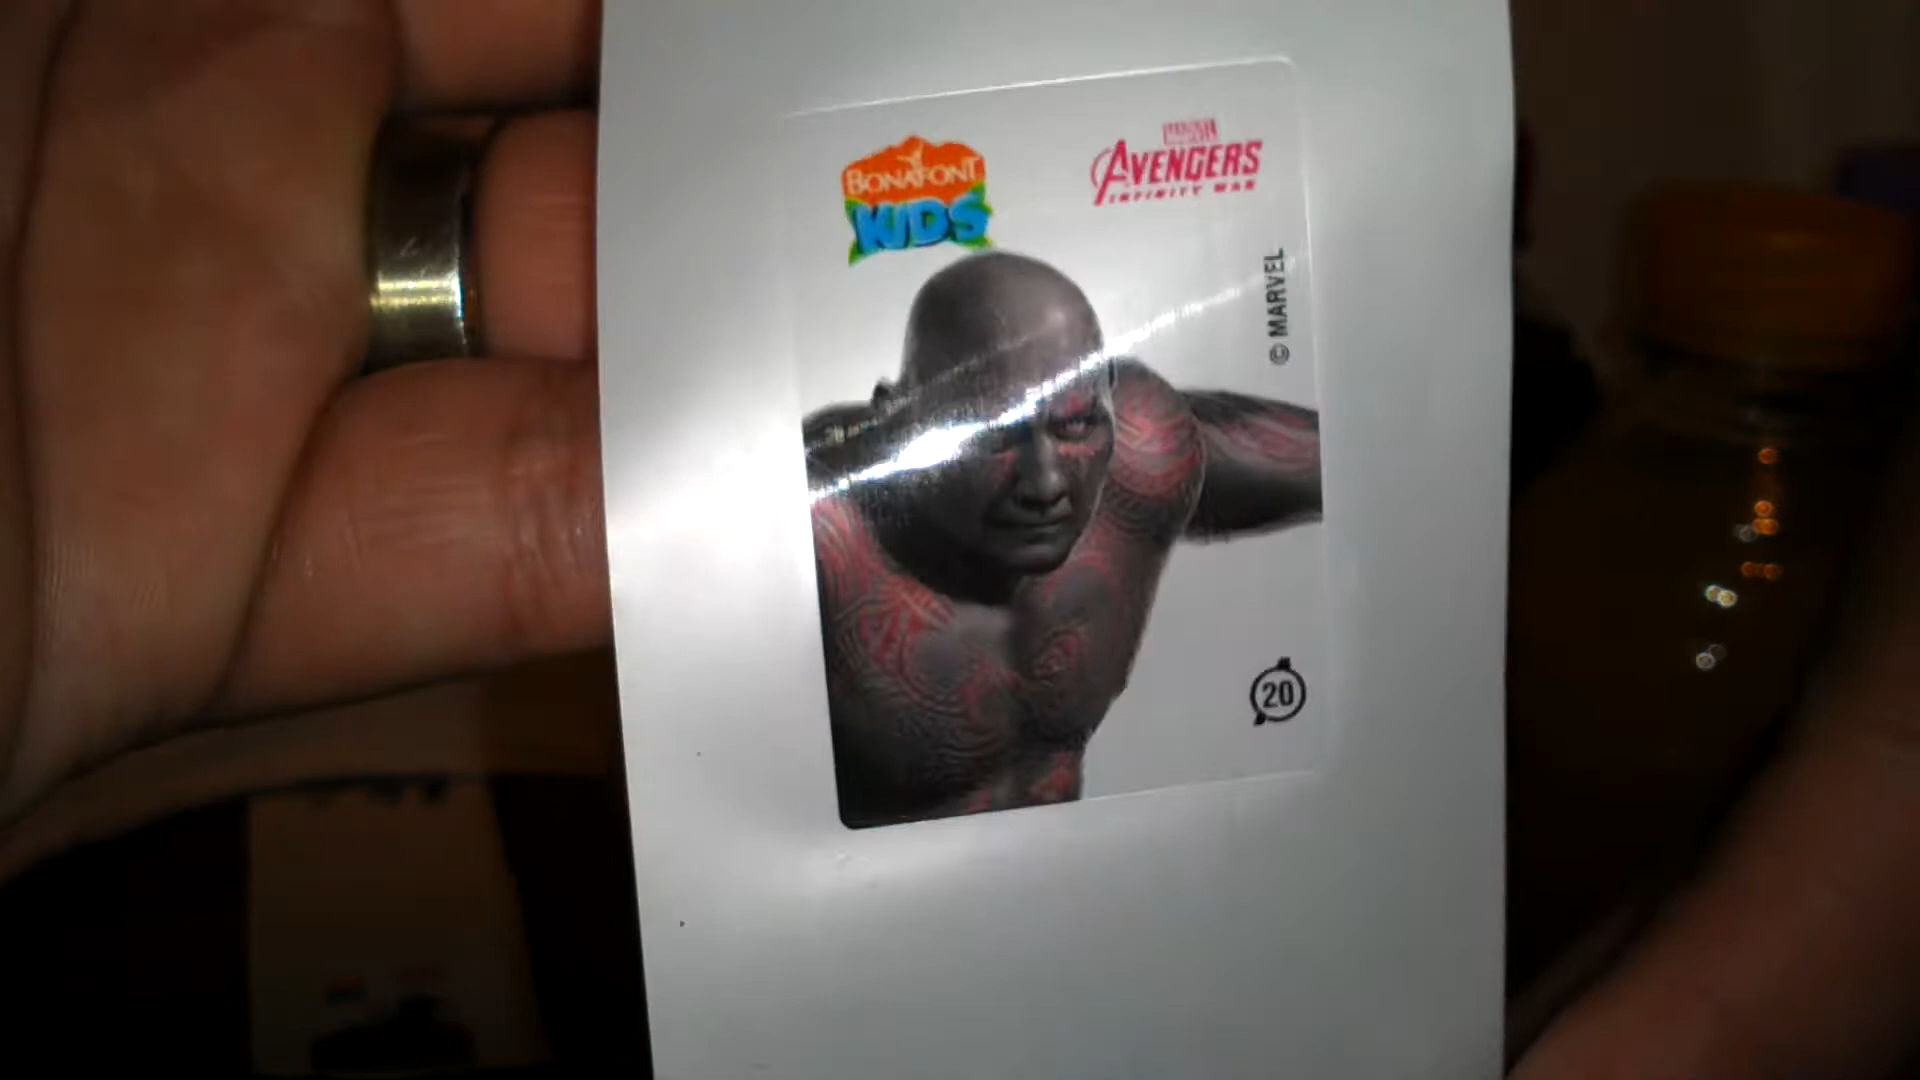 BONAFONT
KIDS
MARVEL
AVENGERS
INFINITY WAR
© MARVEL
20